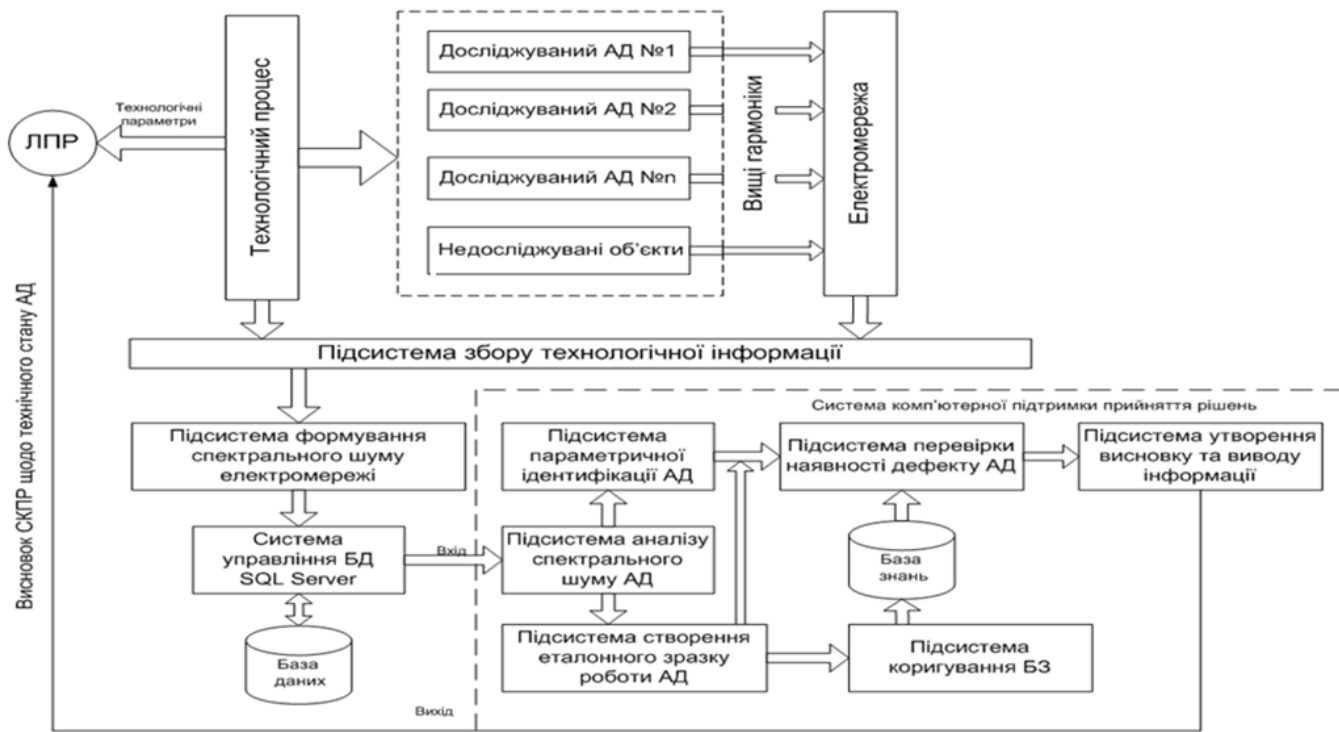 Технологічні
параметри
ЛПР
Технологічний процес
Досліджуваний АД №1
Досліджуваний АД №2
Досліджуваний АД №n
Недосліджувані об'єкти
Вищі гармоніки
Електромережа
Висновок СКПР щодо технічного стану АД
Підсистема збору технологічної інформації
Система комп'ютерної підтримки прийняття рішень
Підсистема формування
спектрального шуму
електромережі
Підсистема
параметричної
ідентифікації АД
Підсистема перевірки
наявності дефекту АД
Підсистема утворення
висновку та виводу
інформації
Система
управління БД
SQL Server
Вхід
Підсистема аналізу
спектрального
шуму АД
База
знань
Підсистема створення
еталонного зразку
роботи АД
Підсистема
коригування БЗ
База
даних
Вихід